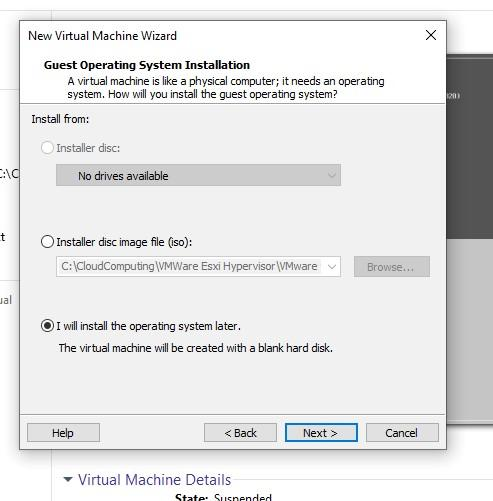 New Virtual Machine Wizard
Guest Operating System Installation
A virtual machine is like a physical computer; it needs an operating
system. How will you install the guest operating system?
Install from:
Installer disc:
No drives available
Installer disc image file (iso):
C:\CloudComputing\VMWare Esxi Hypervisor\VMware
Browse...
I will install the operating system later.
The virtual machine will be created with a blank hard disk.
Help
< Back
Next >
Cancel
Virtual Machine Details
State: Suspended